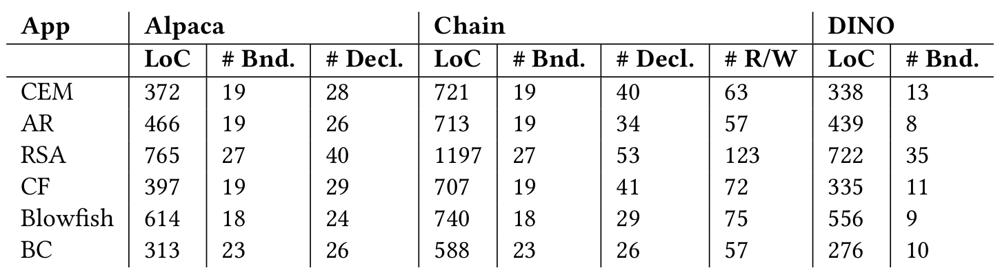 App Alpaca Chain DINO
LoC # Bnd. # Decl. LoC # Bnd. # Decl. # R/W LoC # Bnd.
CEM 372 19 28 721 19 40 63 338 13
AR 466 19 26 713 19 34 57 439 8
RSA 765 27 40 1197 27 53 123 722 35
CF 397 19 29 707 19 41 72 335 11
Blowfish 614 18 24 740 18 29 75 556 9
BC 313 23 26 588 23 26 57 276 10